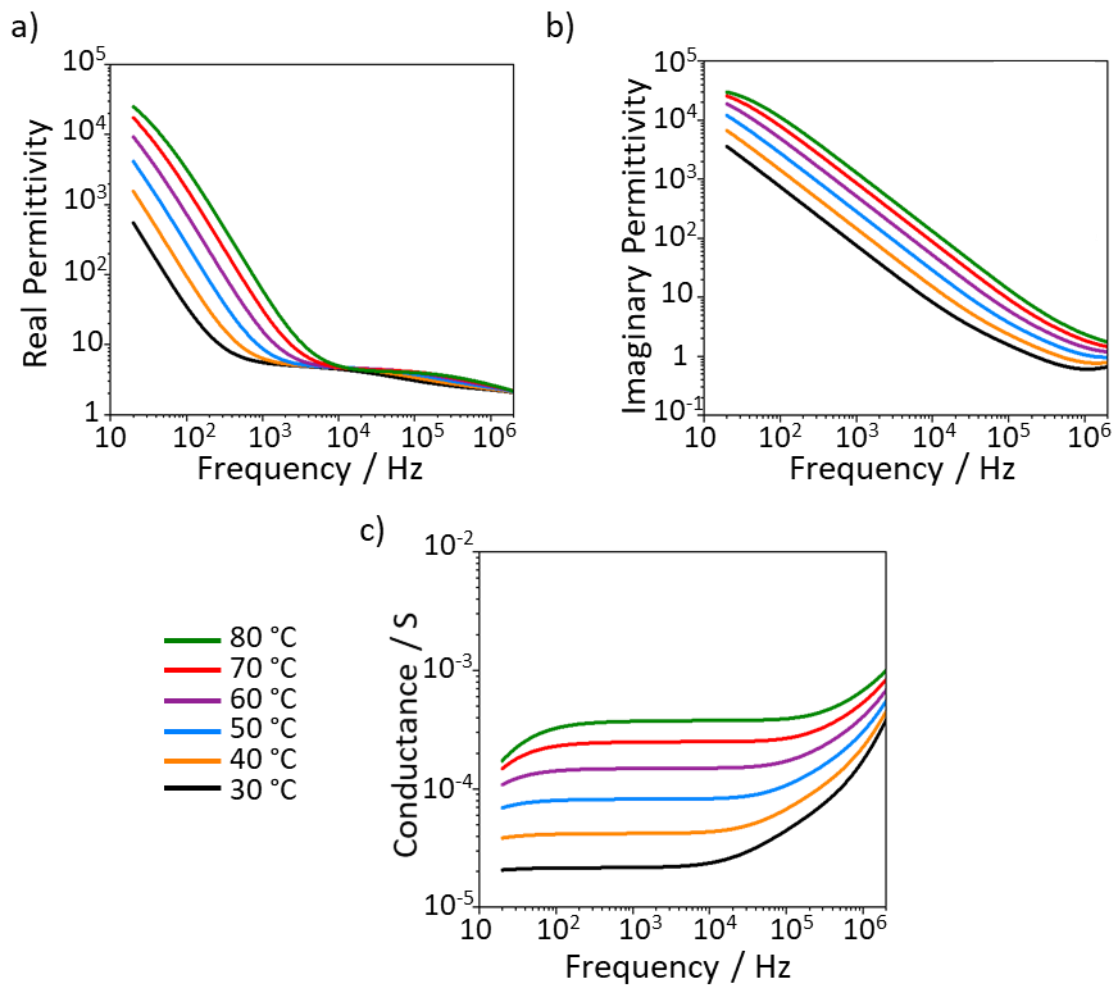 a)
Real Permittivity
10^5
10^4
10^3
10^2
10
1
10 10^2 10^3 10^4 10^5 10^6
Frequency / Hz
b)
Imaginary Permittivity
10^5
10^4
10^3
10^2
10
1
10^-1
10 10^2 10^3 10^4 10^5 10^6
Frequency / Hz
80 °C
70 °C
60 °C
50 °C
40 °C
30 °C
c)
Conductance / S
10^-2
10^-3
10^-4
10^-5
10 10^2 10^3 10^4 10^5 10^6
Frequency / Hz